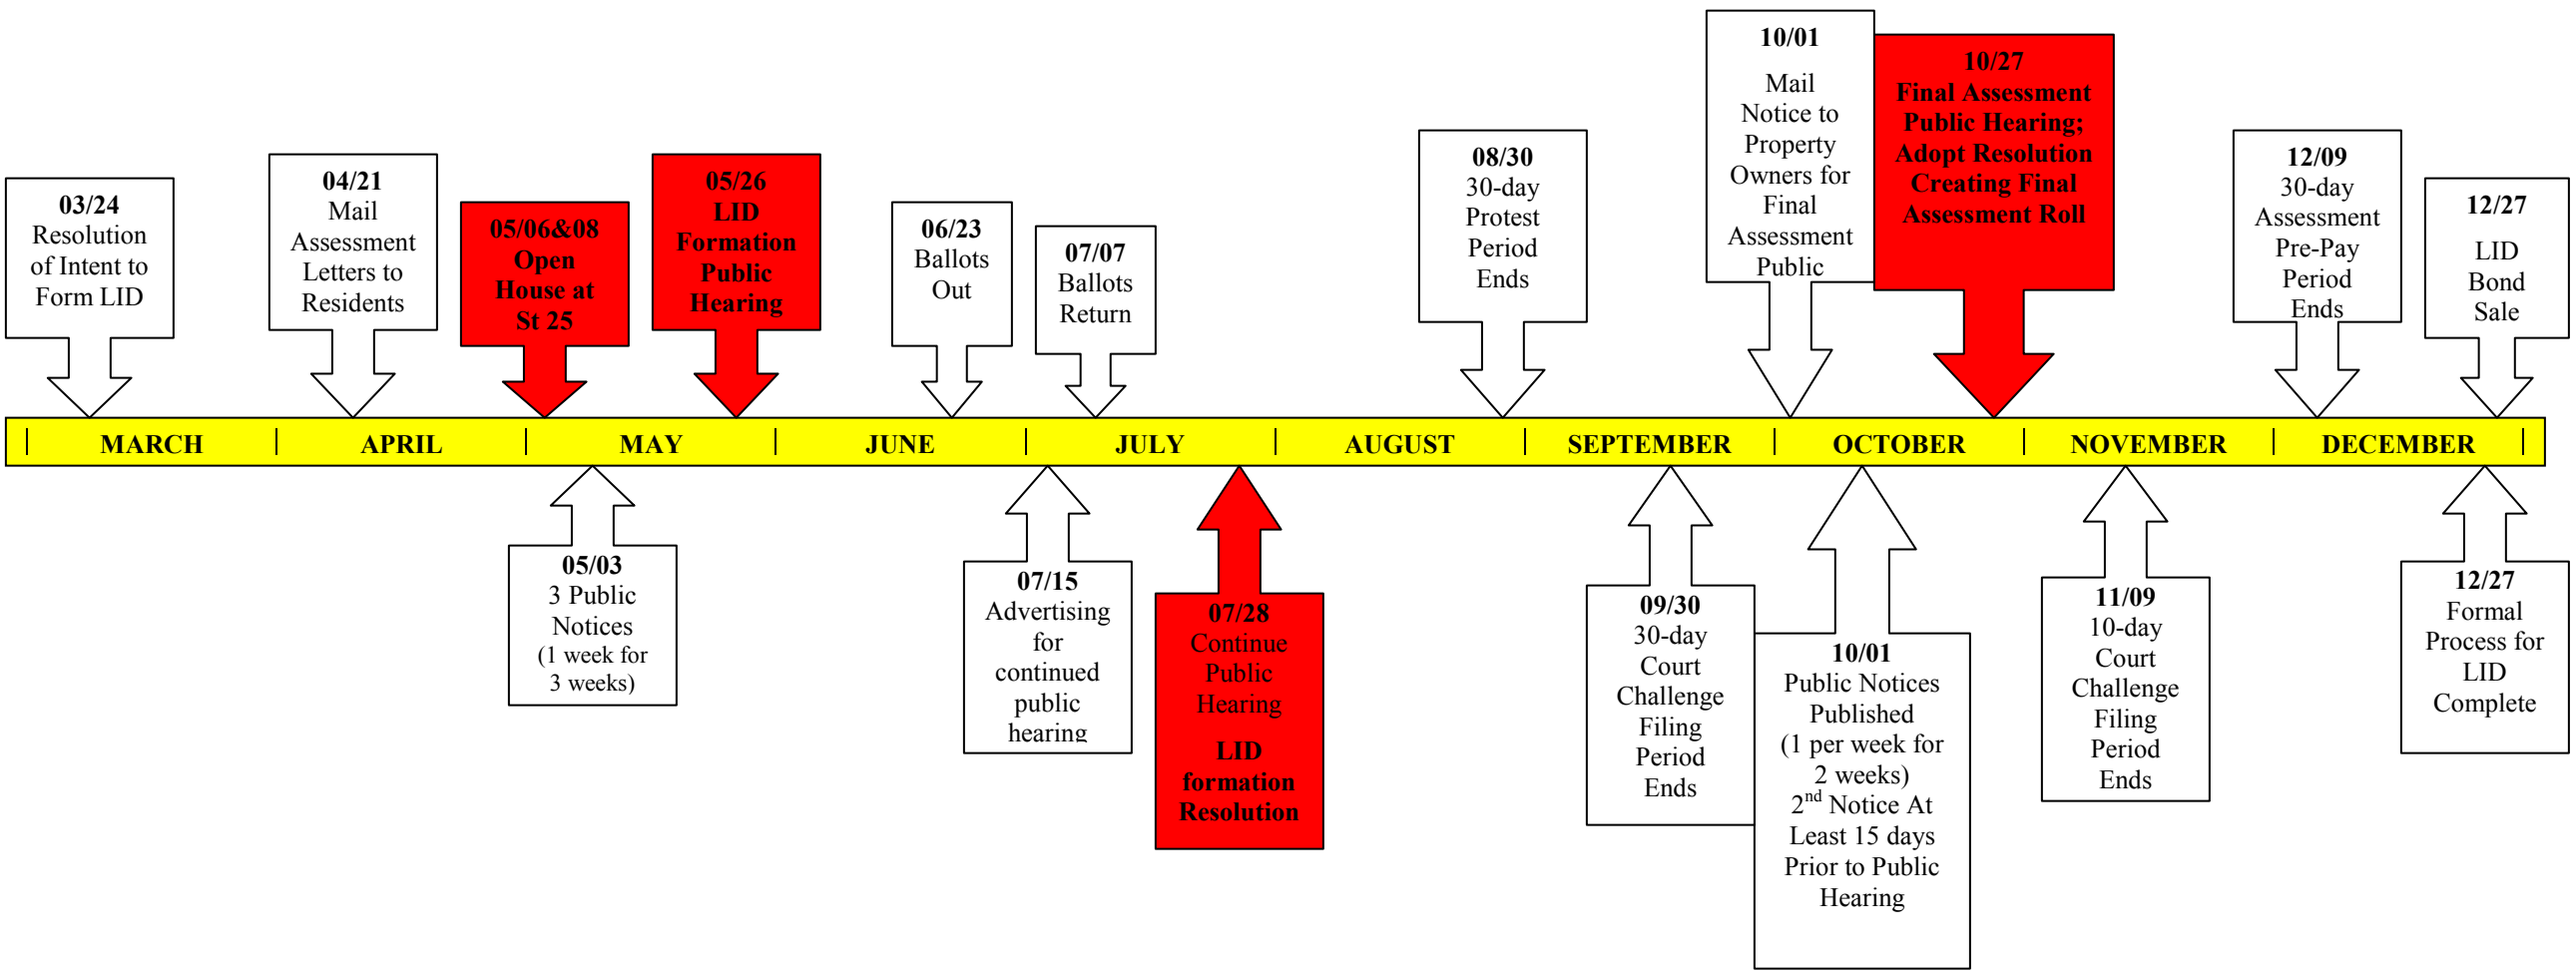 03/24
Resolution
of Intent to
Form LID
04/21
Mail
Assessment
Letters to
Residents
05/06&08
Open
House at
St 25
05/26
LID
Formation
Public
Hearing
06/23
Ballots
Out
07/07
Ballots
Return
08/30
30-day
Protest
Period
Ends
10/01
Mail
Notice to
Property
Owners for
Final
Assessment
Public
10/27
Final Assessment
Public Hearing;
Adopt Resolution
Creating Final
Assessment Roll
12/09
30-day
Assessment
Pre-Pay
Period
Ends
12/27
LID
Bond
Sale
MARCH APRIL MAY JUNE JULY AUGUST SEPTEMBER OCTOBER NOVEMBER DECEMBER
05/03
3 Public
Notices
(1 week for
3 weeks)
07/15
Advertising
for
continued
public
hearing
07/28
Continue
Public
Hearing
LID
formation
Resolution
09/30
30-day
Court
Challenge
Filing
Period
Ends
10/01
Public Notices
Published
(1 per week for
2 weeks)
2nd Notice At
Least 15 days
Prior to Public
Hearing
11/09
10-day
Court
Challenge
Filing
Period
Ends
12/27
Formal
Process for
LID
Complete